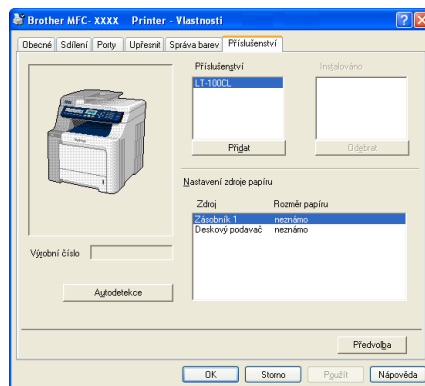 Brother MFC- XXXX Printer - Vlastnosti
Obecné Sdílení Porty Upřesnit Správa barev Příslušenství
Příslušenství Instalováno
LT-100CL
Přidat Odebrat
Nastavení zdroje papíru
Zdroj Rozměr papíru
Zásobník 1 neznámo
Deskový podavač neznámo
Výrobní číslo
Autodetekce
Předvolba
OK Storno Použít Nápověda